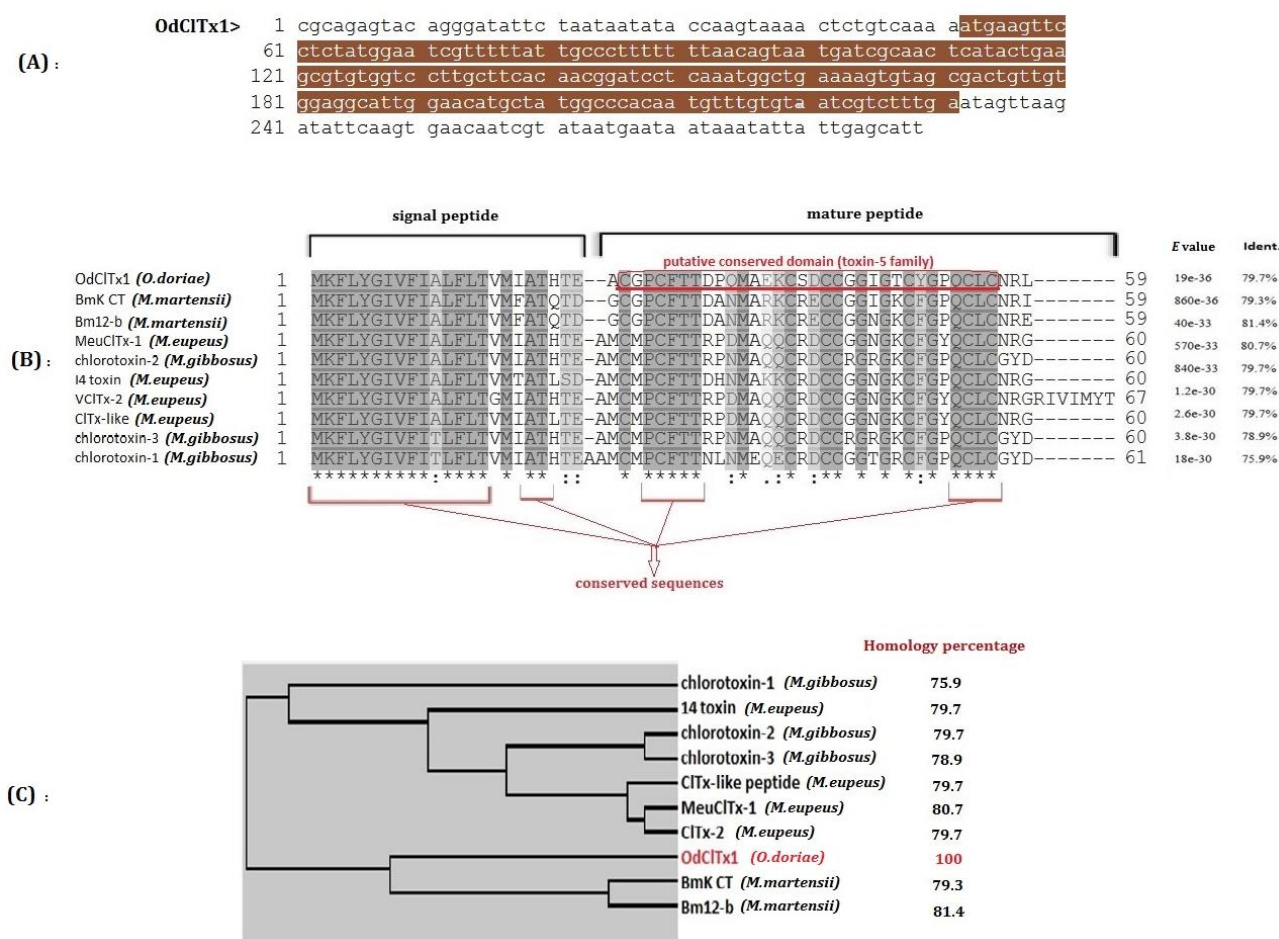 OdClTx1> 1 cgcagagtac agggatattc taataatata ccaagtaaaa ctctgtcaaa aatgaagttc
(A) : 61 ctctatggaa tcgtttttat tgcccttttt ttaacagtaa tgatcgcaac tcatactgaa
121 gcgtgtggtc cttgcttcac aacggatcct caaatggctg aaaagtgtag cgactgttgt
181 ggaggcattg gaacatgcta tggcccacaa tgtttgtgta atcgtctttg aatagttaag
241 atattcaagt gaacaatcgt ataatgaata ataaatatta ttgagcatt
signal peptide mature peptide
E value Ident.
putative conserved domain (toxin-5 family)
OdClTx1 (O.doriae) 1 MKFLYGIVFIALFLTVMIATHTE--ACGPCFTTDPQMAEKCSDCCGGIGTCYGPQCLCNRL------- 59 19e-36 79.7%
BmK CT (M.martensii) 1 MKFLYGIVFIALFLTVMFATQTD--GCGPCFTTDANMARKCRECCGGIGKCFGPQCLCNRI------- 59 860e-36 79.3%
Bm12-b (M.martensii) 1 MKFLYGIVFIALFLTVMFATQTD--GCGPCFTTDANMARKCRECCGGNGKCFGPQCLCNRE------- 59 40e-33 81.4%
MeuClTx-1 (M.eupeus) 1 MKFLYGIVFIALFLTVMIATHTE-AMCMPCFTTRPDMAQQCRDCCGGNGKCFGYQCLCNRG------- 60 570e-33 80.7%
(B) : chlorotoxin-2 (M.gibbosus) 1 MKFLYGIVFIALFLTVMIATHTE-AMCMPCFTTRPDMAQQCRDCCRGRGKCFGPQCLCGYD------- 60 840e-33 79.7%
I4 toxin (M.eupeus) 1 MKFLYGIVFIALFLTVMTATLSD-AMCMPCFTTDHNMAKKCRDCCGGNGKCFGPQCLCNRG------- 60 1.2e-30 79.7%
VClTx-2 (M.eupeus) 1 MKFLYGIVFIALFLTGMIATHTE-AMCMPCFTTRPDMAQQCRDCCGGNGKCFGYQCLCNRGRIVIMYT 67 2.6e-30 79.7%
ClTx-like (M.eupeus) 1 MKFLYGIVFIALFLTVMIATLTE-AMCMPCFTTRPNMAQQCRDCCGGNGKCFGYQCLCNRG------- 60 3.8e-30 78.9%
chlorotoxin-3 (M.gibbosus) 1 MKFLYGIVFITLFLTVMIATHTE-AMCMPCFTTRPNMAQQCRDCCRGRGKCFGPQCLCGYD------- 60 18e-30 75.9%
chlorotoxin-1 (M.gibbosus) 1 MKFLYGIVFITLFLTVMIATHTEAAMCMPCFTTNLNMEQECRDCCGGTGRCFGPQCLCGYD------- 61
**********:**** * ** :: * ***** :* .:* *:** * * *:* ****
conserved sequences
Homology percentage
chlorotoxin-1 (M.gibbosus) 75.9
14 toxin (M.eupeus) 79.7
chlorotoxin-2 (M.gibbosus) 79.7
chlorotoxin-3 (M.gibbosus) 78.9
(C) : ClTx-like peptide (M.eupeus) 79.7
MeuClTx-1 (M.eupeus) 80.7
ClTx-2 (M.eupeus) 79.7
OdClTx1 (O.doriae) 100
BmK CT (M.martensii) 79.3
Bm12-b (M.martensii) 81.4